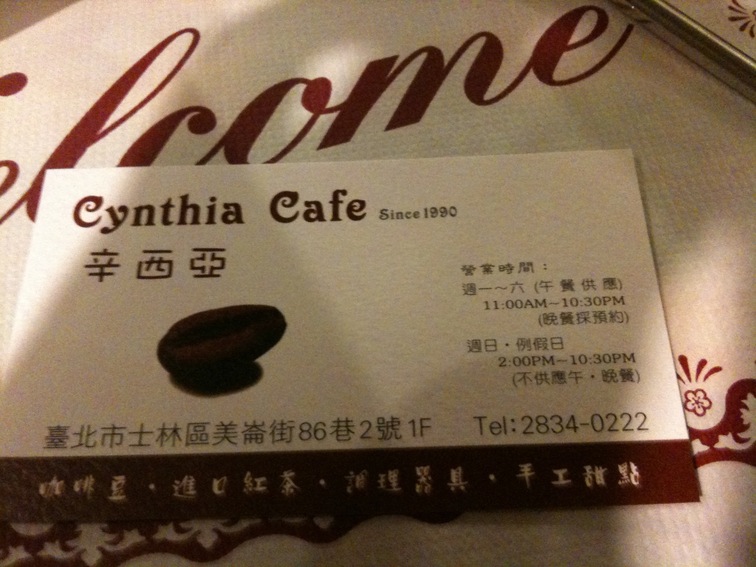 Welcome
Cynthia Cafe Since1990
辛西亞
營業時間：
週一～六 (午餐供應)
11:00AM~10:30PM
(晚餐採預約)
週日・例假日
2:00PM~10:30PM
(不供應午・晚餐)
臺北市士林區美崙街86巷2號1F Tel:2834-0222
咖啡豆・進口紅茶・調理器具・手工糕點